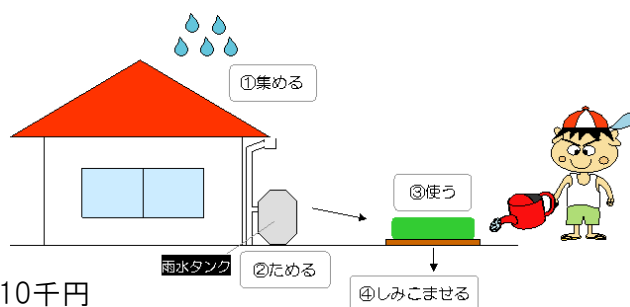 ①集める
③使う
雨水タンク
②ためる
④しみこませる
10千円